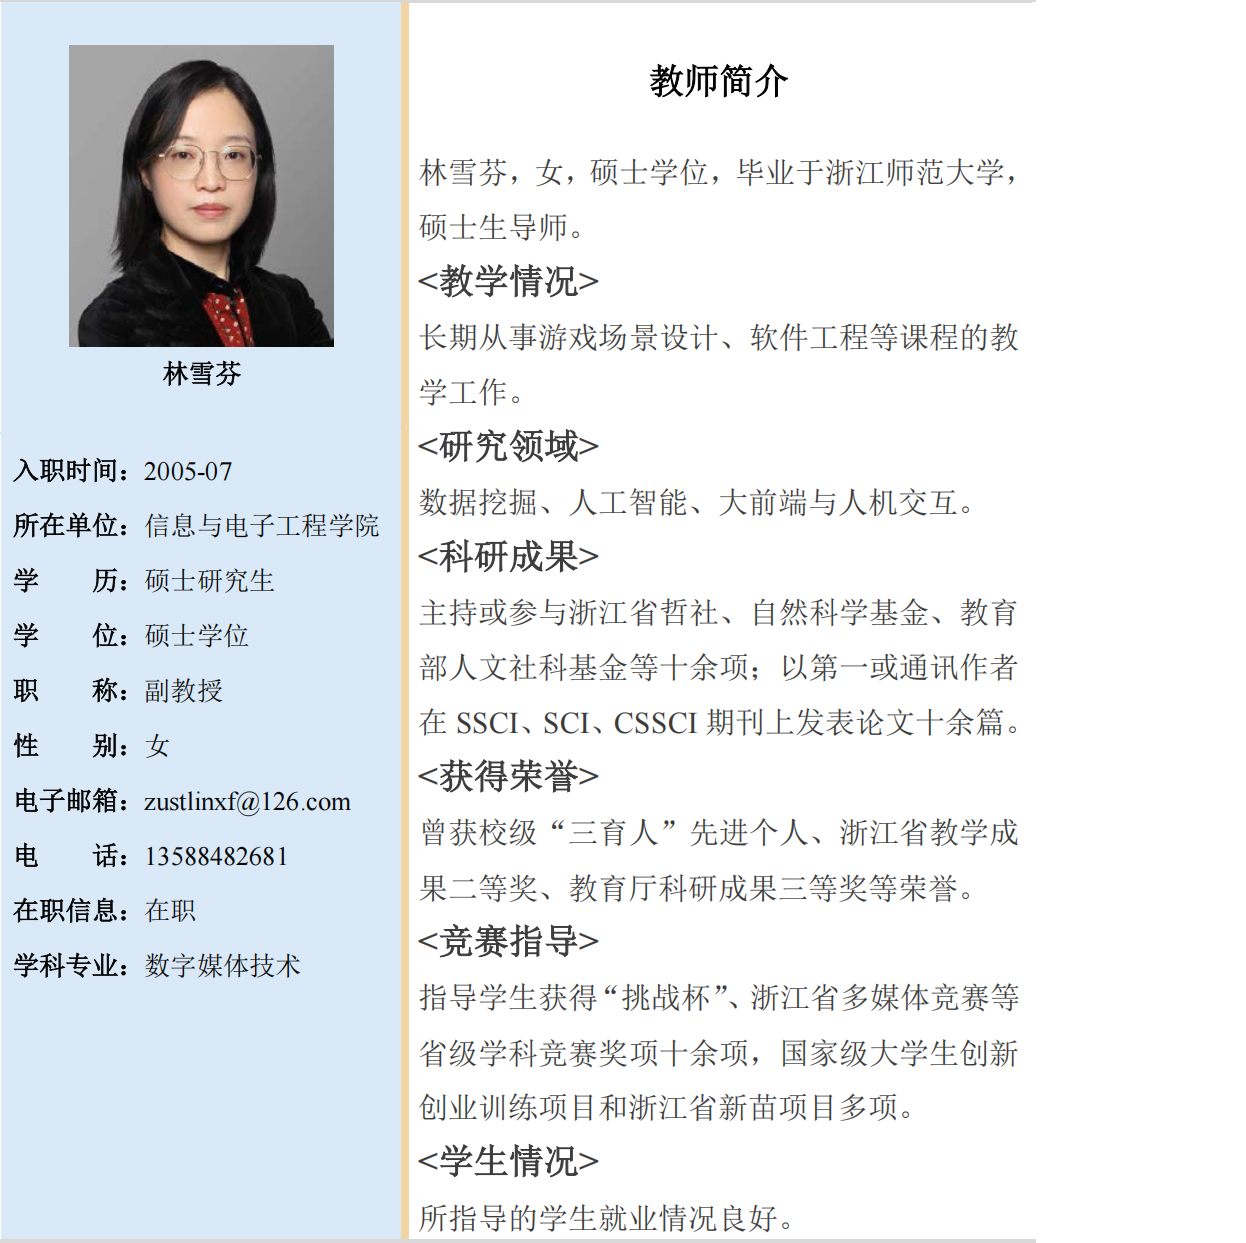 林雪芬
入职时间：2005-07
所在单位：信息与电子工程学院
学　　历：硕士研究生
学　　位：硕士学位
职　　称：副教授
性　　别：女
电子邮箱：zustlinxf@126.com
电　　话：13588482681
在职信息：在职
学科专业：数字媒体技术
教师简介
林雪芬，女，硕士学位，毕业于浙江师范大学，
硕士生导师。
<教学情况>
长期从事游戏场景设计、软件工程等课程的教
学工作。
<研究领域>
数据挖掘、人工智能、大前端与人机交互。
<科研成果>
主持或参与浙江省哲社、自然科学基金、教育
部人文社科基金等十余项；以第一或通讯作者
在 SSCI、SCI、CSSCI 期刊上发表论文十余篇。
<获得荣誉>
曾获校级“三育人”先进个人、浙江省教学成
果二等奖、教育厅科研成果三等奖等荣誉。
<竞赛指导>
指导学生获得“挑战杯”、浙江省多媒体竞赛等
省级学科竞赛奖项十余项，国家级大学生创新
创业训练项目和浙江省新苗项目多项。
<学生情况>
所指导的学生就业情况良好。